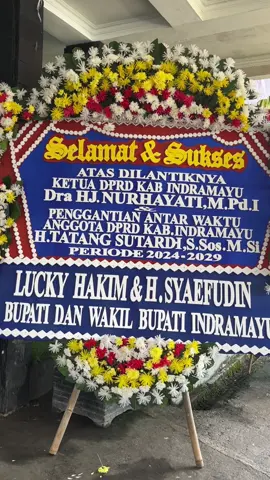 Selamat & Sukses
ATAS DILANTIKNYA
KETUA DPRD KAB INDRAMAYU
Dra HJ. NURHAYATI, M,Pd.I
PENGGANTIAN ANTAR WAKTU
ANGGOTA DPRD KAB.INDRAMAYU
H.TATANG SUTARDI,S,Sos.M,Si
PERIODE 2024-2029
LUCKY HAKIM & H. SYAEFUDIN
BUPATI DAN WAKIL BUPATI INDRAMAYU